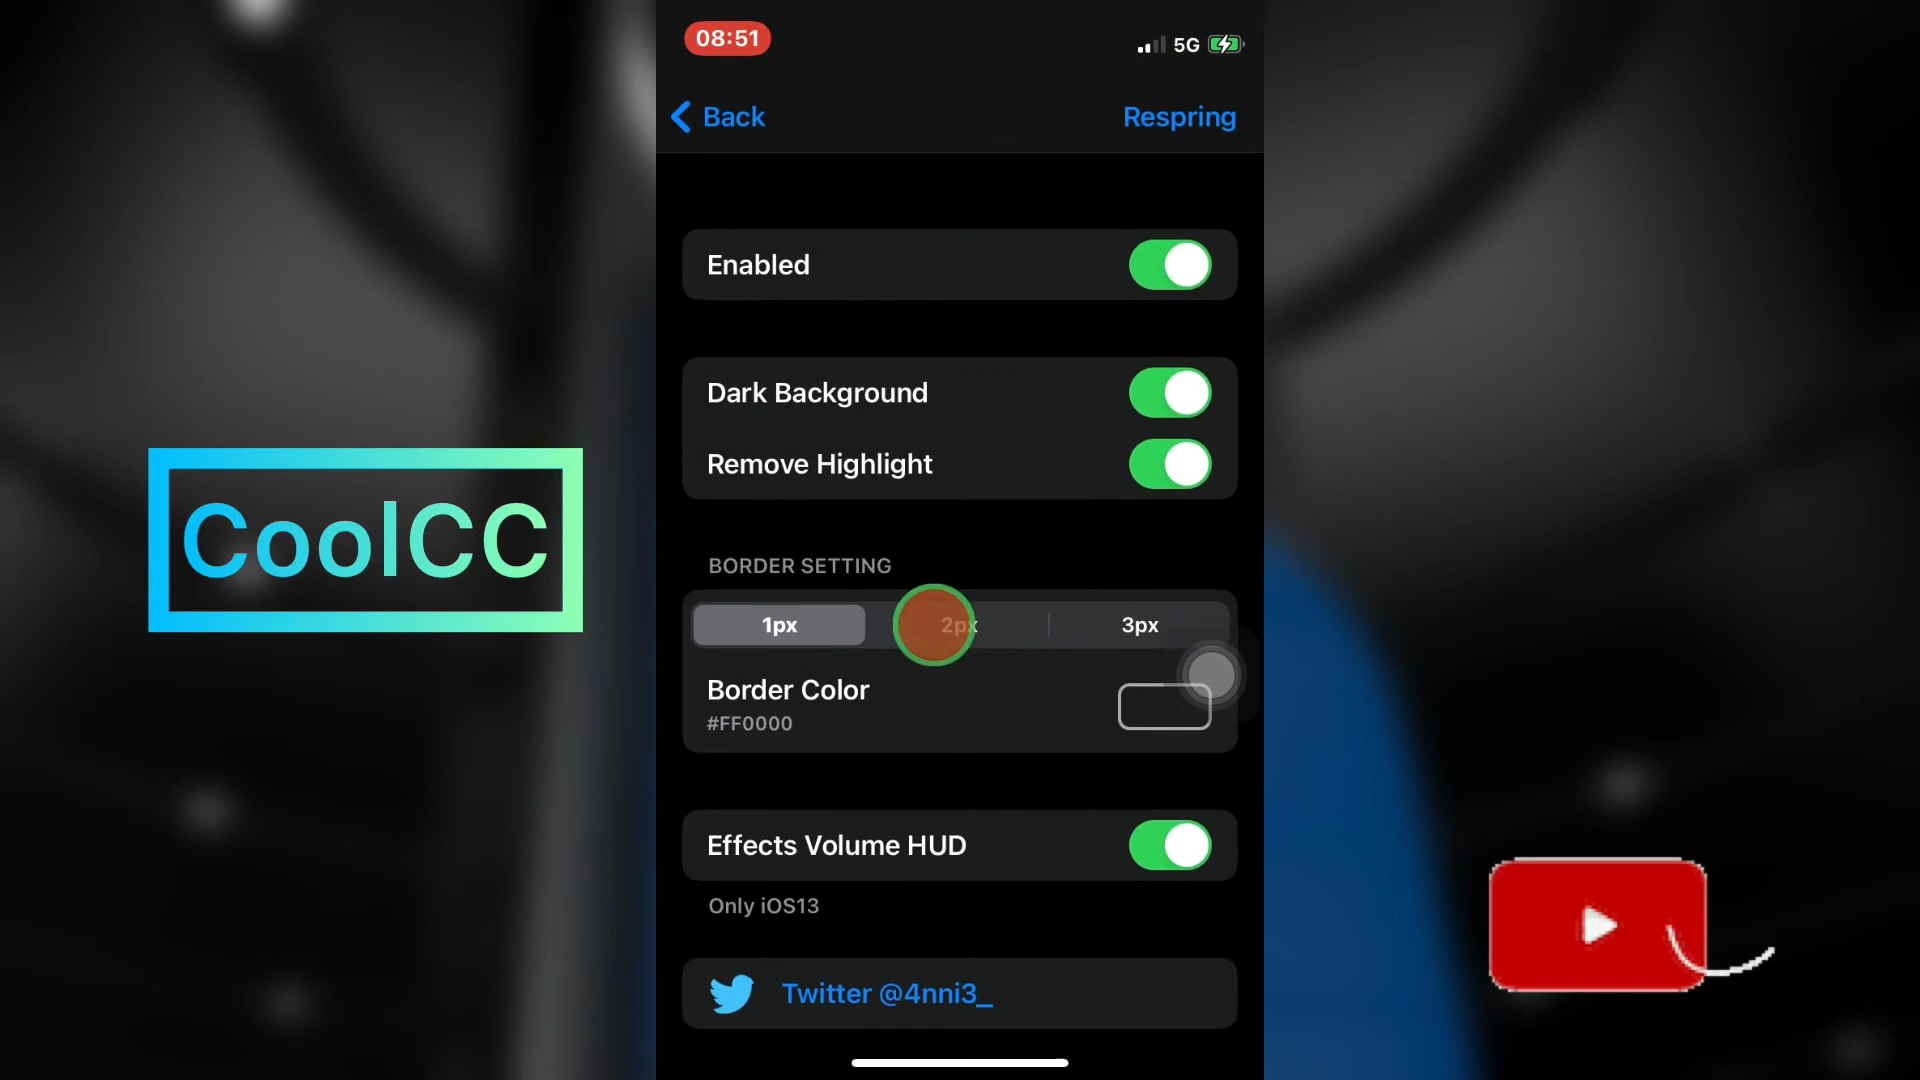 08:51
5G
Back
Respring
Enabled
Dark Background
Remove Highlight
CoolCC
BORDER SETTING
1px 2px 3px
Border Color
#FF0000
Effects Volume HUD
Only iOS13
Twitter @4nni3_